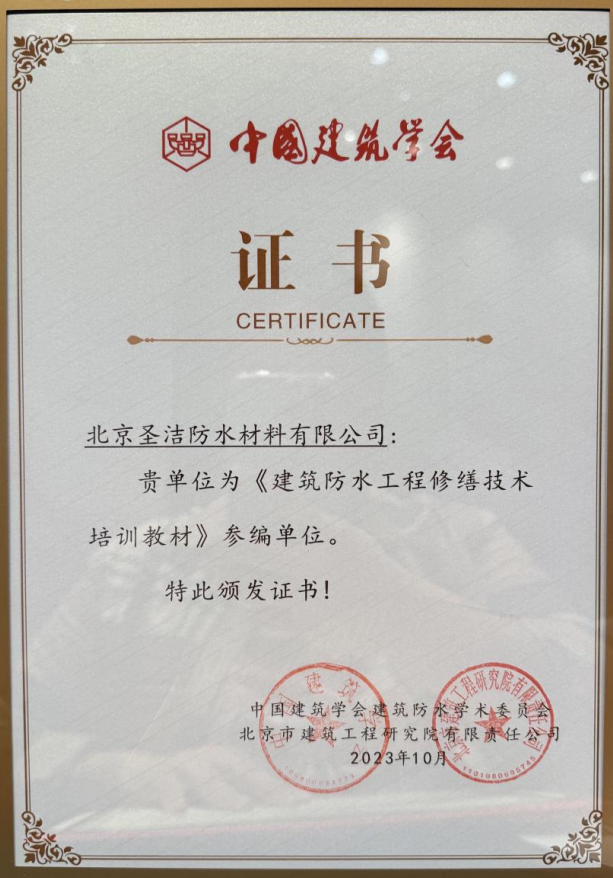 中国建筑学会
证书
CERTIFICATE
北京圣洁防水材料有限公司:
贵单位为《建筑防水工程修缮技术
培训教材》参编单位。
特此颁发证书!
中国建筑学会建筑防水学术委员会
北京市建筑工程研究院有限责任公司
2023年10月